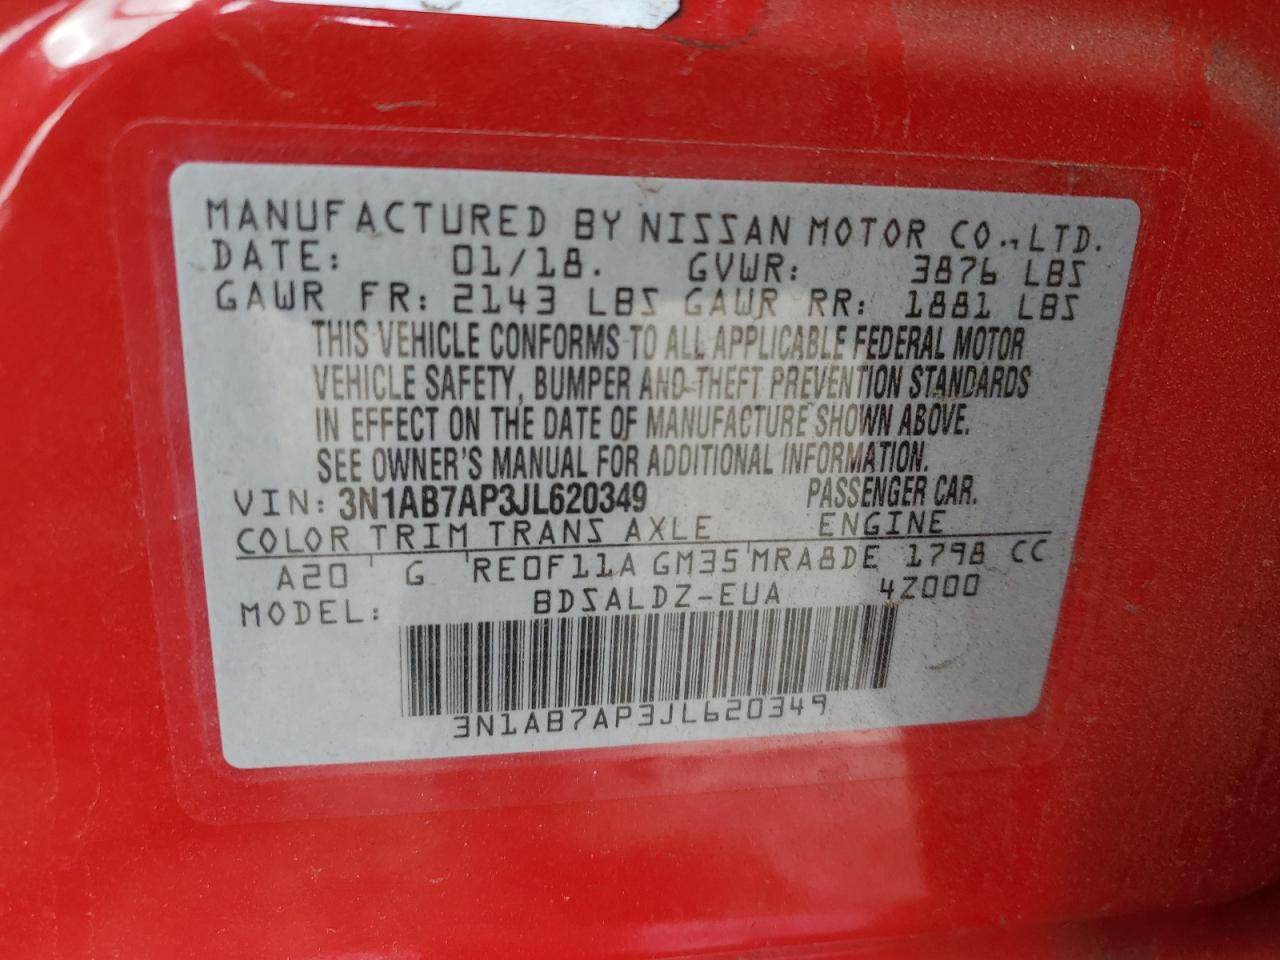 MANUFACTURED BY NISSAN MOTOR CO., LTD.
DATE: 01/18. GVWR: 3876 LBS
GAWR FR: 2143 LBS GAWR RR: 1881 LBS
THIS VEHICLE CONFORMS TO ALL APPLICABLE FEDERAL MOTOR
VEHICLE SAFETY, BUMPER AND THEFT PREVENTION STANDARDS
IN EFFECT ON THE DATE OF MANUFACTURE SHOWN ABOVE.
SEE OWNER'S MANUAL FOR ADDITIONAL INFORMATION.
VIN: 3N1AB7AP3JL620349 PASSENGER CAR.
COLOR TRIM TRANS AXLE ENGINE
A20 G RE0F11A GM35 MRA8DE 1798 CC
MODEL: BDSALDZ-EUA 4Z000
3N1AB7AP3JL620349